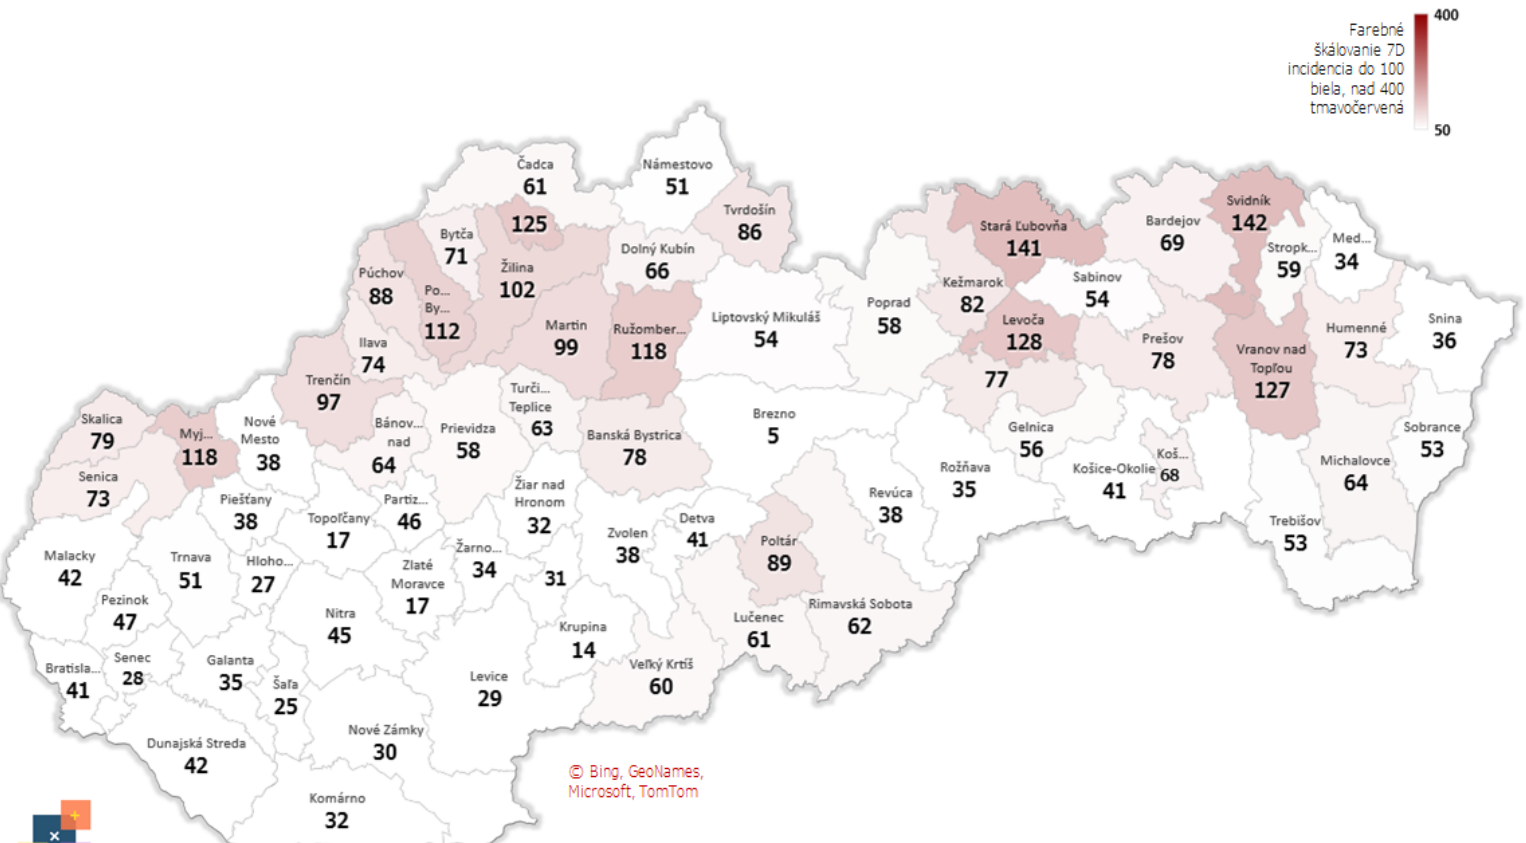 400
Farebné
škálovanie 7D
incidencia do 100
biela, nad 400
tmavočervená
50
Čadca
61
Námestovo
51
125
Tvrdošín
86
Bytča
71
Dolný Kubín
66
Žilina
102
Púchov
88
Po...
By...
112
Martin
99
Ružomber...
118
Liptovský Mikuláš
54
Poprad
58
Ilava
74
Trenčín
97
Stará Ľubovňa
141
Kežmarok
82
Levoča
128
77
Sabinov
54
Bardejov
69
Svidník
142
Stropk...
59
Med...
34
Prešov
78
Vranov nad
Topľou
127
Humenné
73
Snina
36
Skalica
79
Myj...
118
Nové
Mesto
38
Senica
73
Bánov...
nad
64
Prievidza
58
Turči...
Teplice
63
Banská Bystrica
78
Brezno
5
Gelnica
56
Rožňava
35
Košice-Okolie
41
Koš...
68
Michalovce
64
Sobrance
53
Trebišov
53
Revúca
38
Piešťany
38
Topoľčany
17
Partiz...
46
Žiar nad
Hronom
32
Zvolen
38
Detva
41
Poltár
89
Malacky
42
Trnava
51
Hloho...
27
Zlaté
Moravce
17
Žarno...
34
31
Pezinok
47
Nitra
45
Krupina
14
Lučenec
61
Rimavská Sobota
62
Bratisla...
41
Senec
28
Galanta
35
Šaľa
25
Levice
29
Veľký Krtíš
60
Dunajská Streda
42
Nové Zámky
30
Komárno
32
© Bing, GeoNames,
Microsoft, TomTom
+
×